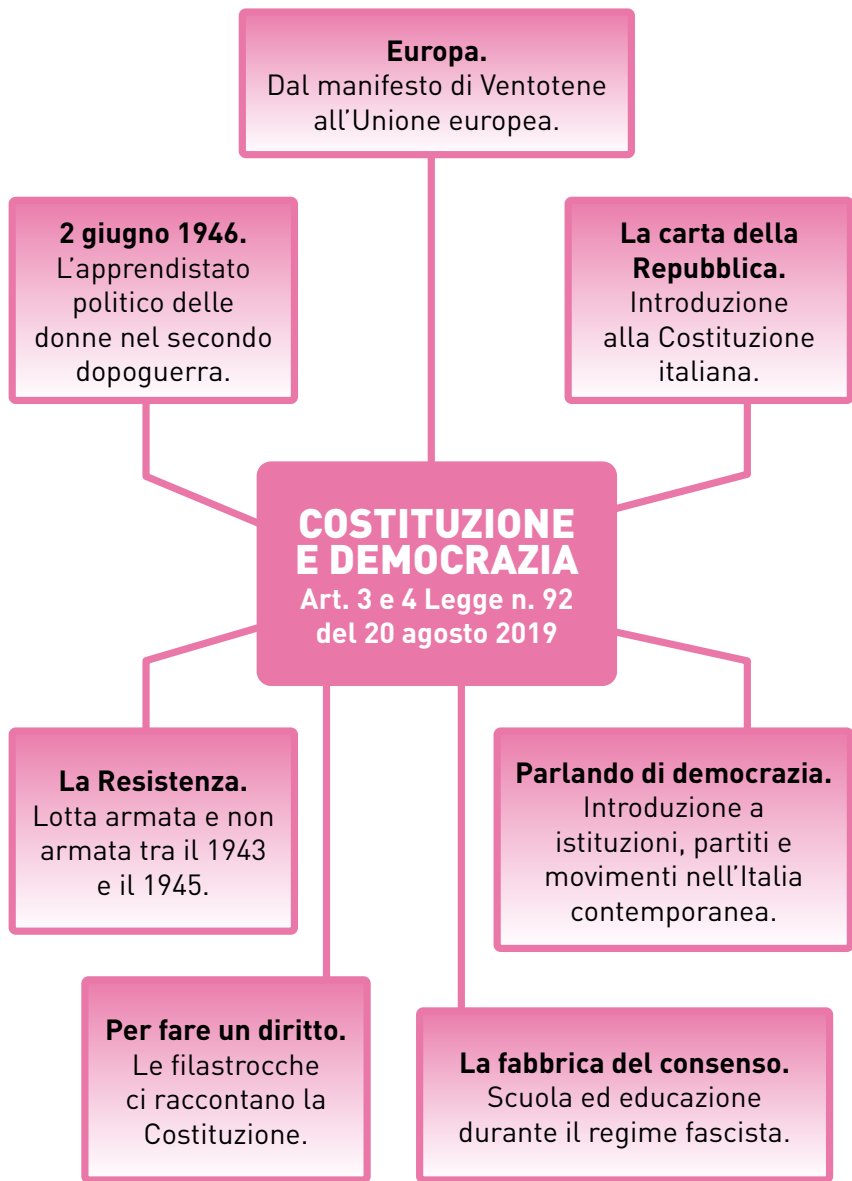 Europa.
Dal manifesto di Ventotene
all’Unione europea.
2 giugno 1946.
L’apprendistato
politico delle
donne nel secondo
dopoguerra.
La carta della
Repubblica.
Introduzione
alla Costituzione
italiana.
COSTITUZIONE
E DEMOCRAZIA
Art. 3 e 4 Legge n. 92
del 20 agosto 2019
La Resistenza.
Lotta armata e non
armata tra il 1943
e il 1945.
Parlando di democrazia.
Introduzione a
istituzioni, partiti e
movimenti nell’Italia
contemporanea.
Per fare un diritto.
Le filastrocche
ci raccontano la
Costituzione.
La fabbrica del consenso.
Scuola ed educazione
durante il regime fascista.